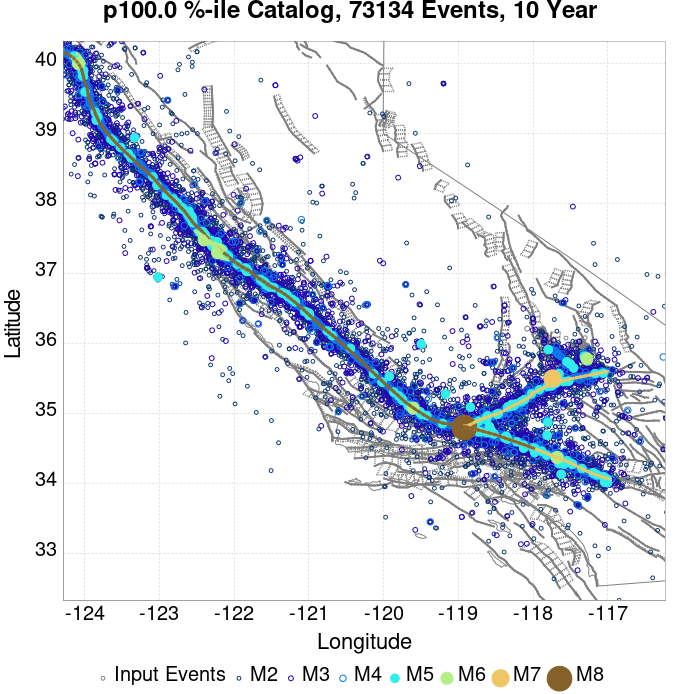 p100.0 %-ile Catalog, 73134 Events, 10 Year
40
39
38
37
36
35
34
33
Latitude
-124 -123 -122 -121 -120 -119 -118 -117
Longitude
Input Events M2 M3 M4 M5 M6 M7 M8